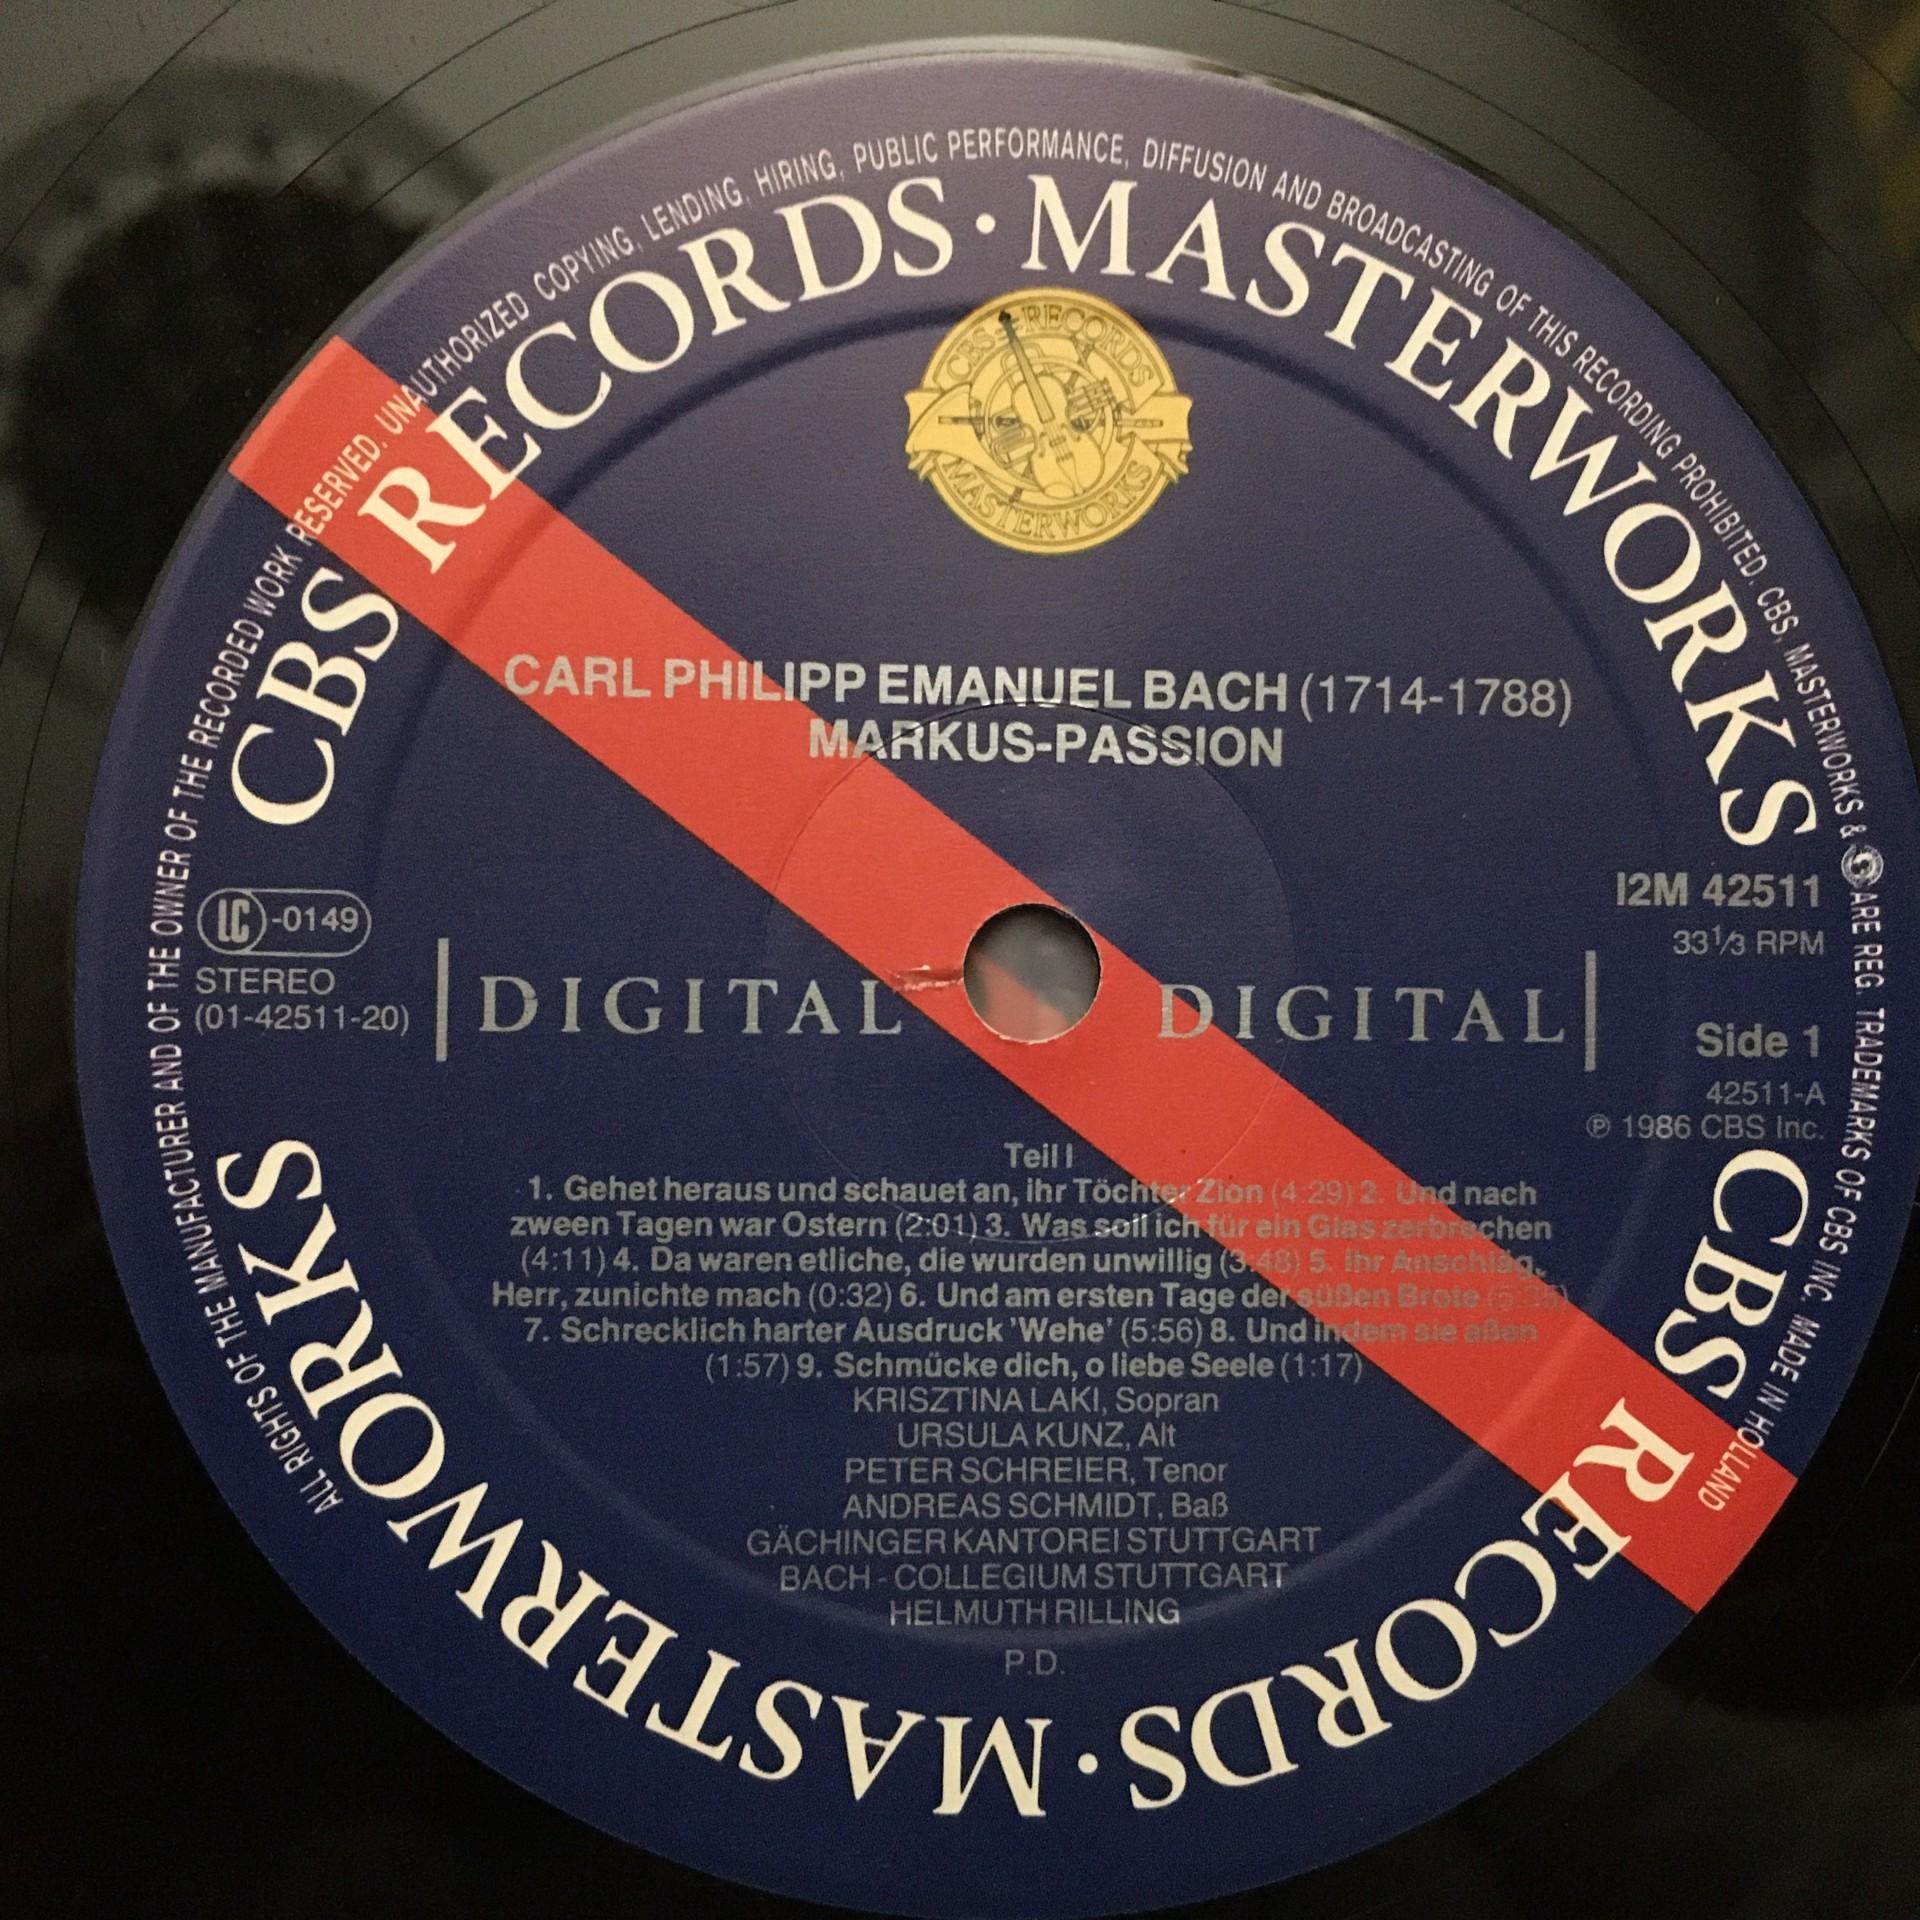 ALL RIGHTS OF THE MANUFACTURER AND OF THE OWNER OF THE RECORDED WORK RESERVED. UNAUTHORIZED COPYING, LENDING, HIRING, PUBLIC PERFORMANCE, DIFFUSION AND BROADCASTING OF THIS RECORDING PROHIBITED. CBS, MASTERWORKS & ARE REG. TRADEMARKS OF CBS INC. MADE IN HOLLAND
CBS RECORDS · MASTERWORKS
CBS RECORDS
MASTERWORKS
CARL PHILIPP EMANUEL BACH (1714-1788)
MARKUS-PASSION
LC-0149
STEREO
(01-42511-20)
DIGITAL DIGITAL
I2M 42511
33⅓ RPM
Side 1
42511-A
℗ 1986 CBS Inc.
Teil I
1. Gehet heraus und schauet an, ihr Töchter Zion (4:29) 2. Und nach
zween Tagen war Ostern (2:01) 3. Was soll ich für ein Glas zerbrechen
(4:11) 4. Da waren etliche, die wurden unwillig (3:48) 5. Ihr Anschläg,
Herr, zunichte mach (0:32) 6. Und am ersten Tage der süßen Brote
7. Schrecklich harter Ausdruck 'Wehe' (5:56) 8. Und indem sie aßen
(1:57) 9. Schmücke dich, o liebe Seele (1:17)
KRISZTINA LAKI, Sopran
URSULA KUNZ, Alt
PETER SCHREIER, Tenor
ANDREAS SCHMIDT, Baß
GÄCHINGER KANTOREI STUTTGART
BACH - COLLEGIUM STUTTGART
HELMUTH RILLING
P.D.
CBS RECORDS · MASTERWORKS